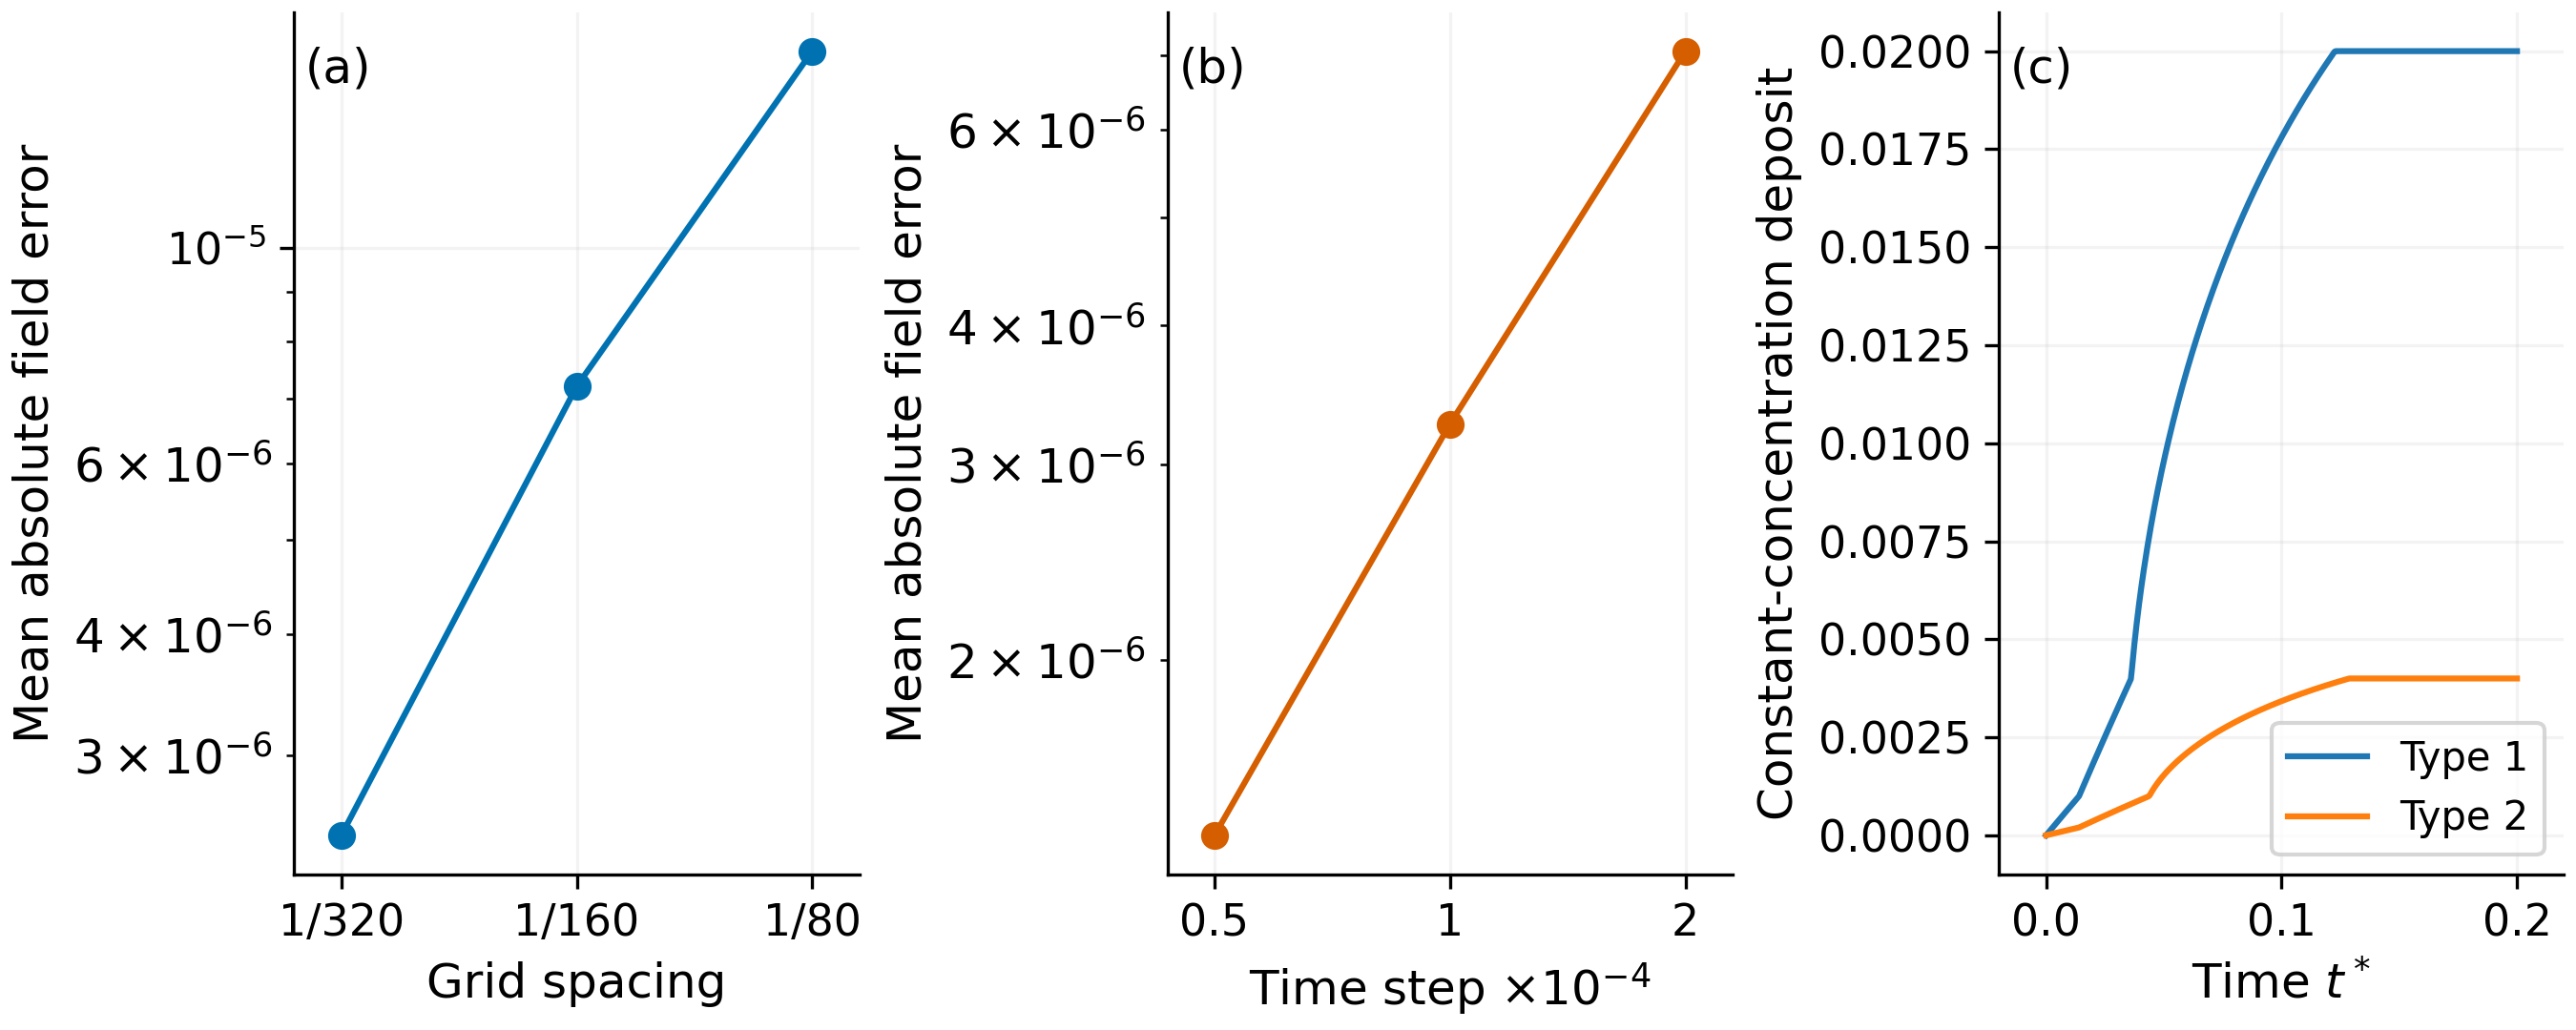 (a)
Mean absolute field error
10⁻⁵
6 × 10⁻⁶
4 × 10⁻⁶
3 × 10⁻⁶
1/320 1/160 1/80
Grid spacing
(b)
Mean absolute field error
6 × 10⁻⁶
4 × 10⁻⁶
3 × 10⁻⁶
2 × 10⁻⁶
0.5 1 2
Time step ×10⁻⁴
(c)
Constant-concentration deposit
0.0200
0.0175
0.0150
0.0125
0.0100
0.0075
0.0050
0.0025
0.0000
Type 1
Type 2
0.0 0.1 0.2
Time t*